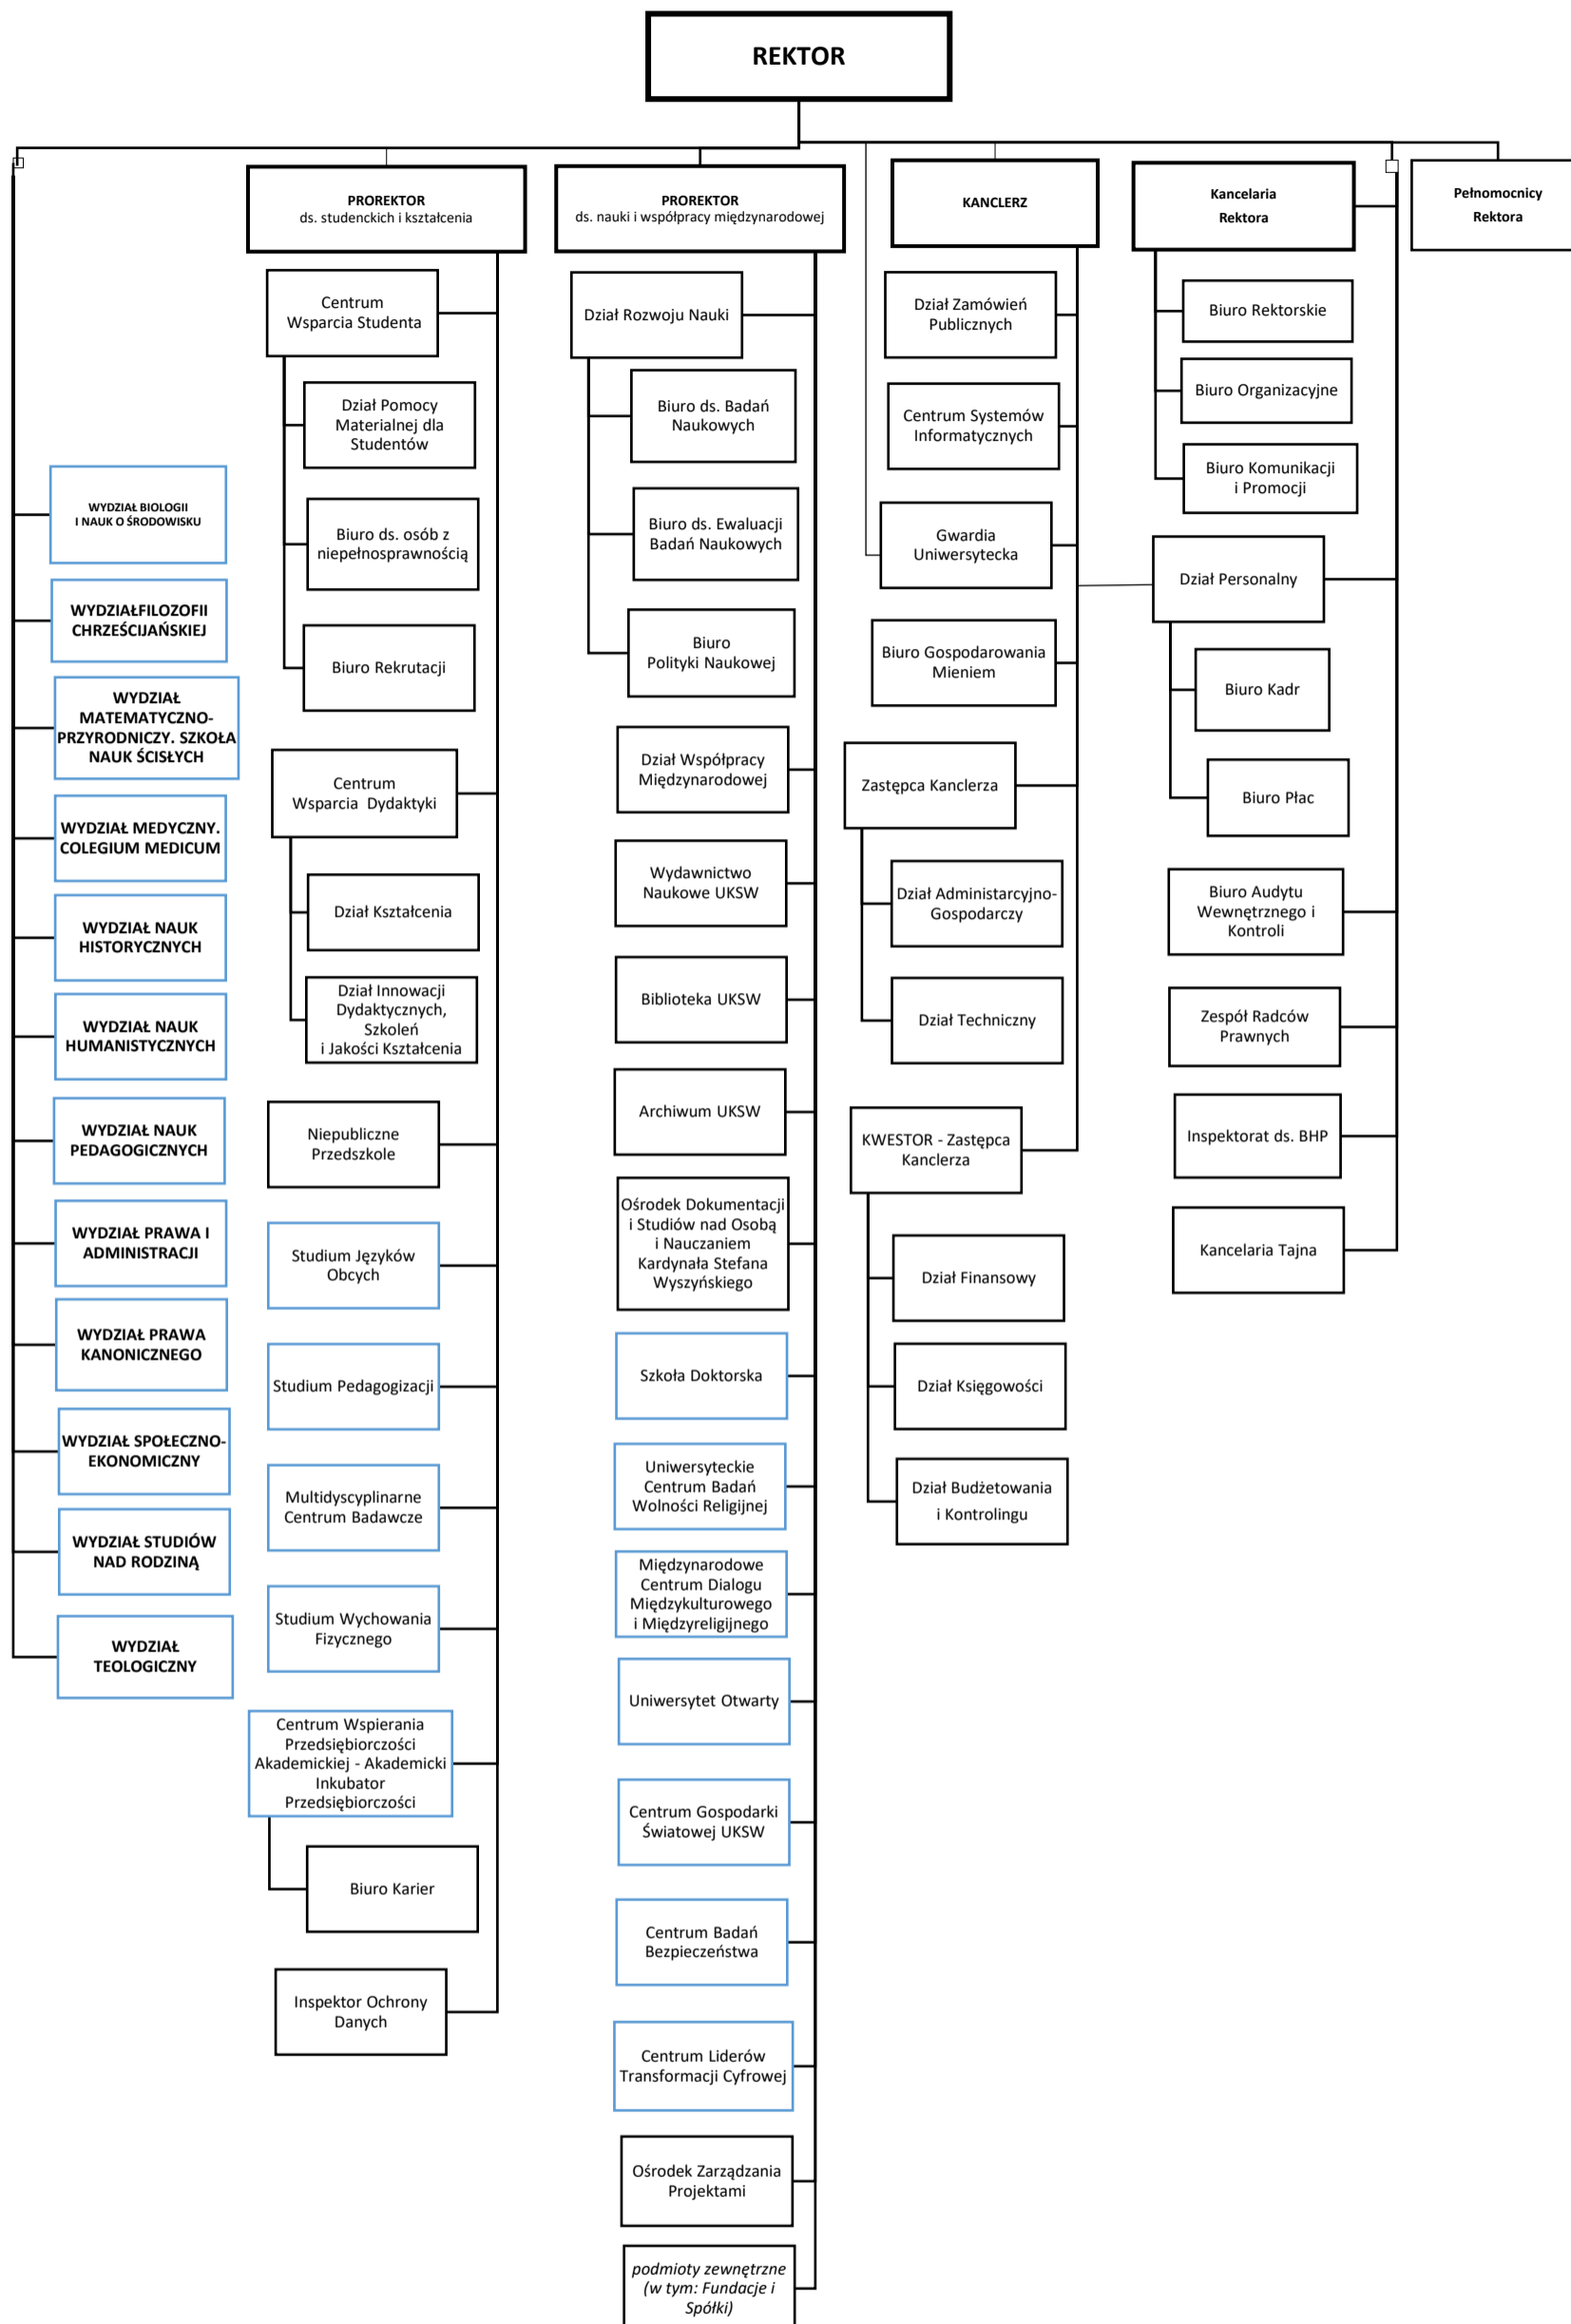 REKTOR
PROREKTOR
ds. studenckich i kształcenia
PROREKTOR
ds. nauki i współpracy międzynarodowej
KANCLERZ
Kancelaria
Rektora
Pełnomocnicy
Rektora
WYDZIAŁ BIOLOGII
I NAUK O ŚRODOWISKU
WYDZIAŁFILOZOFII
CHRZEŚCIJAŃSKIEJ
WYDZIAŁ
MATEMATYCZNO-
PRZYRODNICZY. SZKOŁA
NAUK ŚCISŁYCH
WYDZIAŁ MEDYCZNY.
COLEGIUM MEDICUM
WYDZIAŁ NAUK
HISTORYCZNYCH
WYDZIAŁ NAUK
HUMANISTYCZNYCH
WYDZIAŁ NAUK
PEDAGOGICZNYCH
WYDZIAŁ PRAWA I
ADMINISTRACJI
WYDZIAŁ PRAWA
KANONICZNEGO
WYDZIAŁ SPOŁECZNO-
EKONOMICZNY
WYDZIAŁ STUDIÓW
NAD RODZINĄ
WYDZIAŁ
TEOLOGICZNY
Centrum
Wsparcia Studenta
Dział Pomocy
Materialnej dla
Studentów
Biuro ds. osób z
niepełnosprawnością
Biuro Rekrutacji
Centrum
Wsparcia  Dydaktyki
Dział Kształcenia
Dział Innowacji
Dydaktycznych,
Szkoleń
i Jakości Kształcenia
Niepubliczne
Przedszkole
Studium Języków
Obcych
Studium Pedagogizacji
Multidyscyplinarne
Centrum Badawcze
Studium Wychowania
Fizycznego
Centrum Wspierania
Przedsiębiorczości
Akademickiej - Akademicki
Inkubator
Przedsiębiorczości
Biuro Karier
Inspektor Ochrony
Danych
Dział Rozwoju Nauki
Biuro ds. Badań
Naukowych
Biuro ds. Ewaluacji
Badań Naukowych
Biuro
Polityki Naukowej
Dział Współpracy
Międzynarodowej
Wydawnictwo
Naukowe UKSW
Biblioteka UKSW
Archiwum UKSW
Ośrodek Dokumentacji
i Studiów nad Osobą
i Nauczaniem
Kardynała Stefana
Wyszyńskiego
Szkoła Doktorska
Uniwersyteckie
Centrum Badań
Wolności Religijnej
Międzynarodowe
Centrum Dialogu
Międzykulturowego
i Międzyreligijnego
Uniwersytet Otwarty
Centrum Gospodarki
Światowej UKSW
Centrum Badań
Bezpieczeństwa
Centrum Liderów
Transformacji Cyfrowej
Ośrodek Zarządzania
Projektami
podmioty zewnętrzne
(w tym: Fundacje i
Spółki)
Dział Zamówień
Publicznych
Centrum Systemów
Informatycznych
Gwardia
Uniwersytecka
Biuro Gospodarowania
Mieniem
Zastępca Kanclerza
Dział Administarcyjno-
Gospodarczy
Dział Techniczny
KWESTOR - Zastępca
Kanclerza
Dział Finansowy
Dział Księgowości
Dział Budżetowania
i Kontrolingu
Biuro Rektorskie
Biuro Organizacyjne
Biuro Komunikacji
i Promocji
Dział Personalny
Biuro Kadr
Biuro Płac
Biuro Audytu
Wewnętrznego i
Kontroli
Zespół Radców
Prawnych
Inspektorat ds. BHP
Kancelaria Tajna